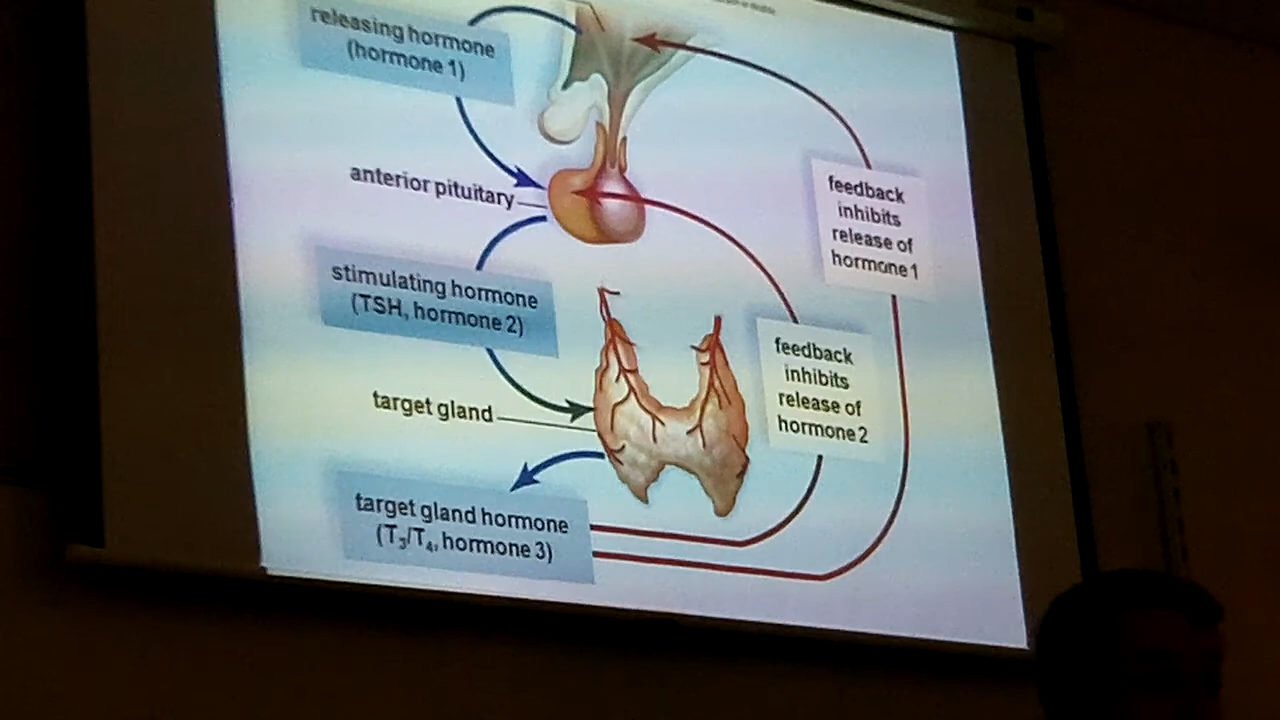 releasing hormone
(hormone 1)
anterior pituitary
feedback
inhibits
release of
hormone 1
stimulating hormone
(TSH, hormone 2)
feedback
inhibits
release of
hormone 2
target gland
target gland hormone
(T₃/T₄, hormone 3)